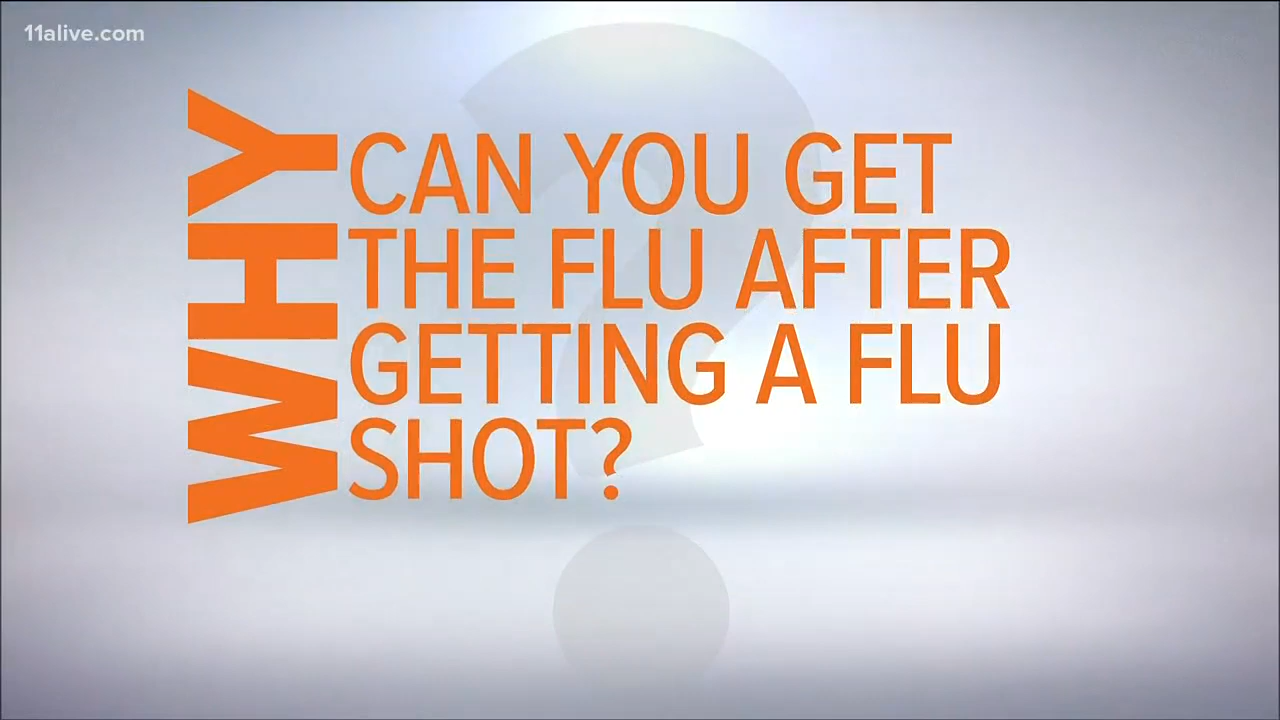 11alive.com
WHY
CAN YOU GET
THE FLU AFTER
GETTING A FLU
SHOT?